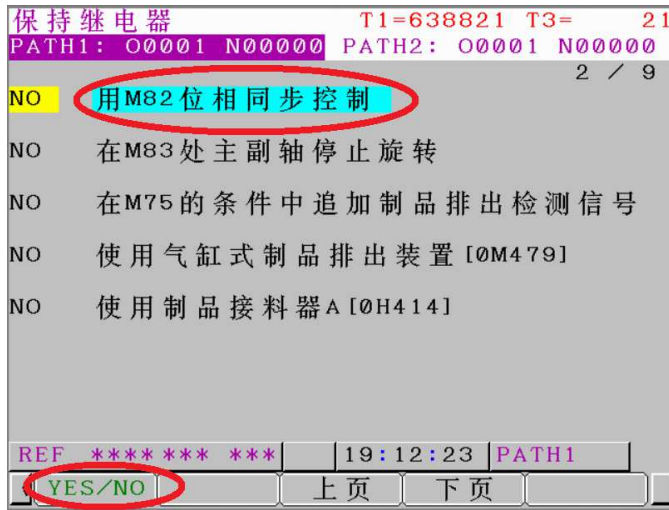 保持继电器 T1=638821 T3= 21
PATH1: O0001 N00000 PATH2: O0001 N00000
2 / 9
NO 用M82位相同步控制
NO 在M83处主副轴停止旋转
NO 在M75的条件中追加制品排出检测信号
NO 使用气缸式制品排出装置[0M479]
NO 使用制品接料器A[0H414]
REF **** *** *** 19:12:23 PATH1
YES/NO 上页 下页